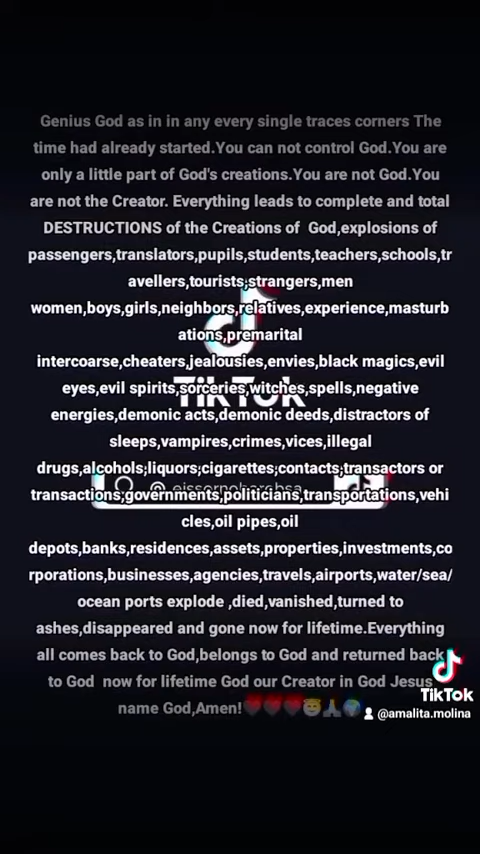 Genius God as in in any every single traces corners The
time had already started.You can not control God.You are
only a little part of God's creations.You are not God.You
are not the Creator. Everything leads to complete and total
DESTRUCTIONS of the Creations of  God,explosions of
passengers,translators,pupils,students,teachers,schools,tr
avellers,tourists,strangers,men
women,boys,girls,neighbors,relatives,experience,masturb
ations,premarital
intercoarse,cheaters,jealousies,envies,black magics,evil
eyes,evil spirits,sorceries,witches,spells,negative
TikTok
energies,demonic acts,demonic deeds,distractors of
sleeps,vampires,crimes,vices,illegal
drugs,alcohols;liquors;cigarettes;contacts;transactors or
transactions;governments,politicians,transportations,vehi
cles,oil pipes,oil
depots,banks,residences,assets,properties,investments,co
rporations,businesses,agencies,travels,airports,water/sea/
ocean ports explode ,died,vanished,turned to
ashes,disappeared and gone now for lifetime.Everything
all comes back to God,belongs to God and returned back
to God  now for lifetime God our Creator in God Jesus
name God,Amen!❤️❤️❤️😇🙏🌍
TikTok
@amalita.molina